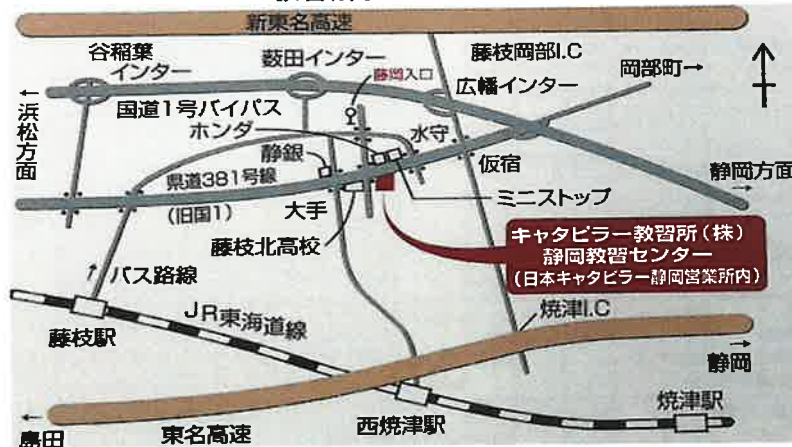 新東名高速
谷稲葉
インター
薮田インター
藤岡入口
藤枝岡部I.C
岡部町→
広幡インター
←浜松方面
国道1号バイパス
ホンダ
水守
静銀
仮宿
静岡方面
→
県道381号線
(旧国1)
大手
ミニストップ
藤枝北高校
キャタピラー教習所(株)
静岡教習センター
(日本キャタピラー静岡営業所内)
↑バス路線
JR東海道線
藤枝駅
焼津I.C
→
静岡
←
島田
東名高速
西焼津駅
焼津駅